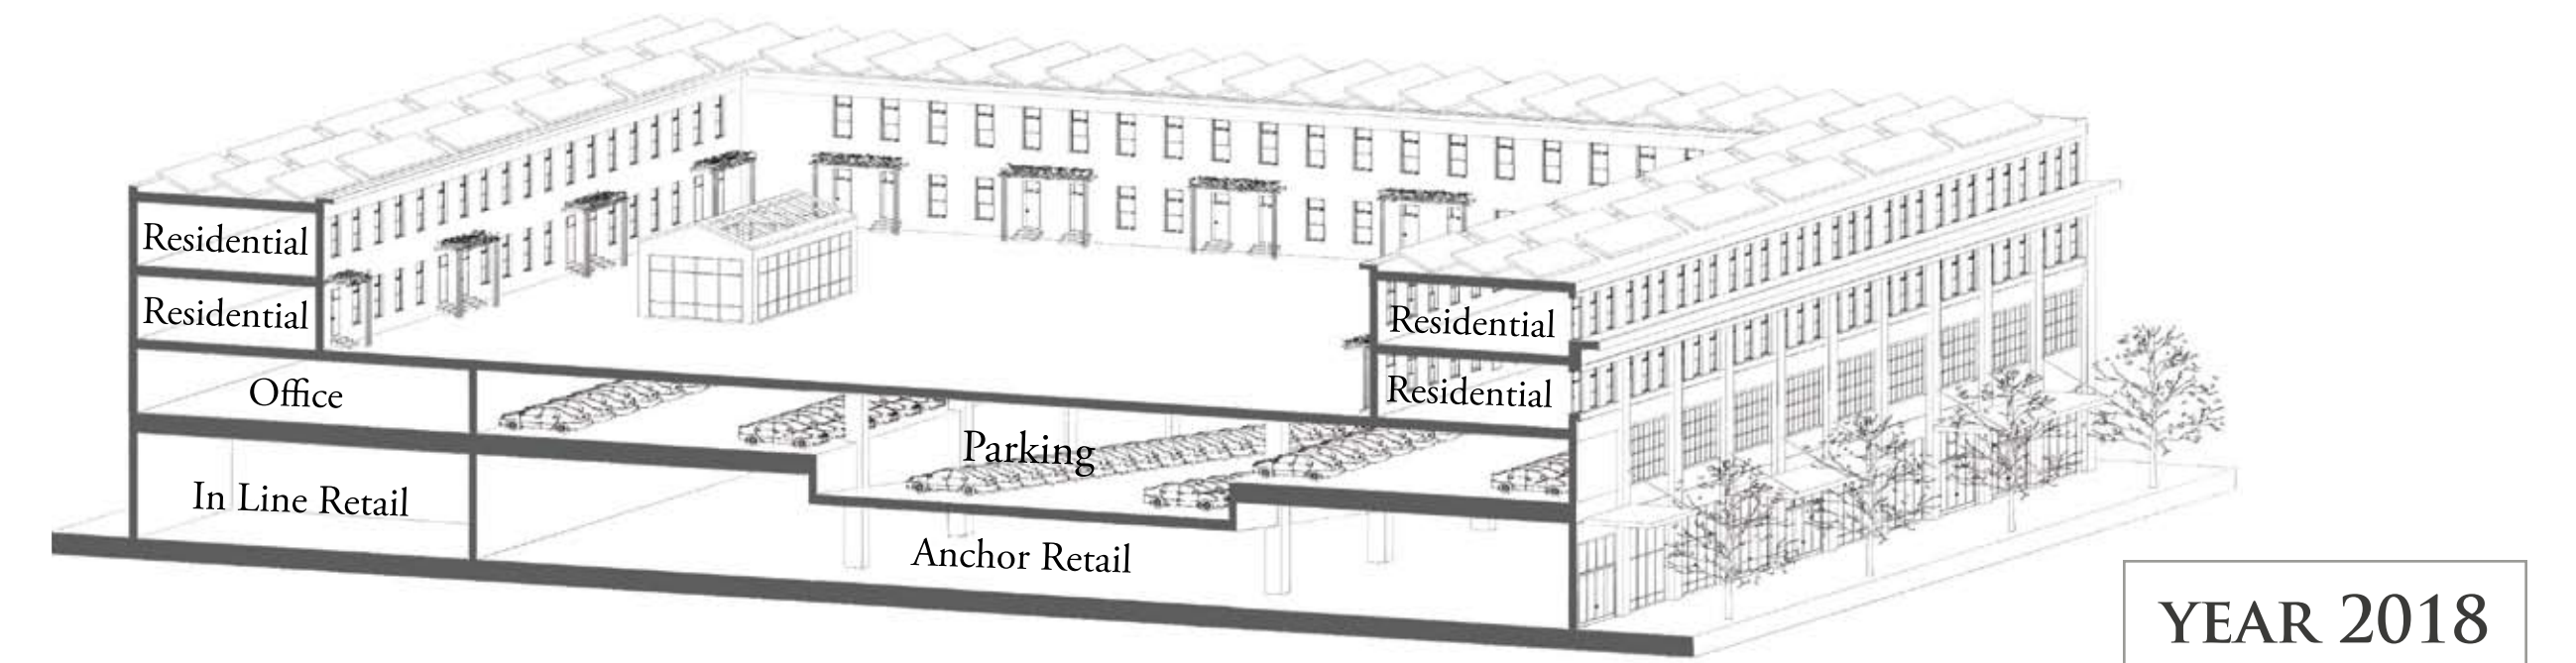 Residential
Residential
Residential
Residential
Office
Parking
In Line Retail
Anchor Retail
YEAR 2018